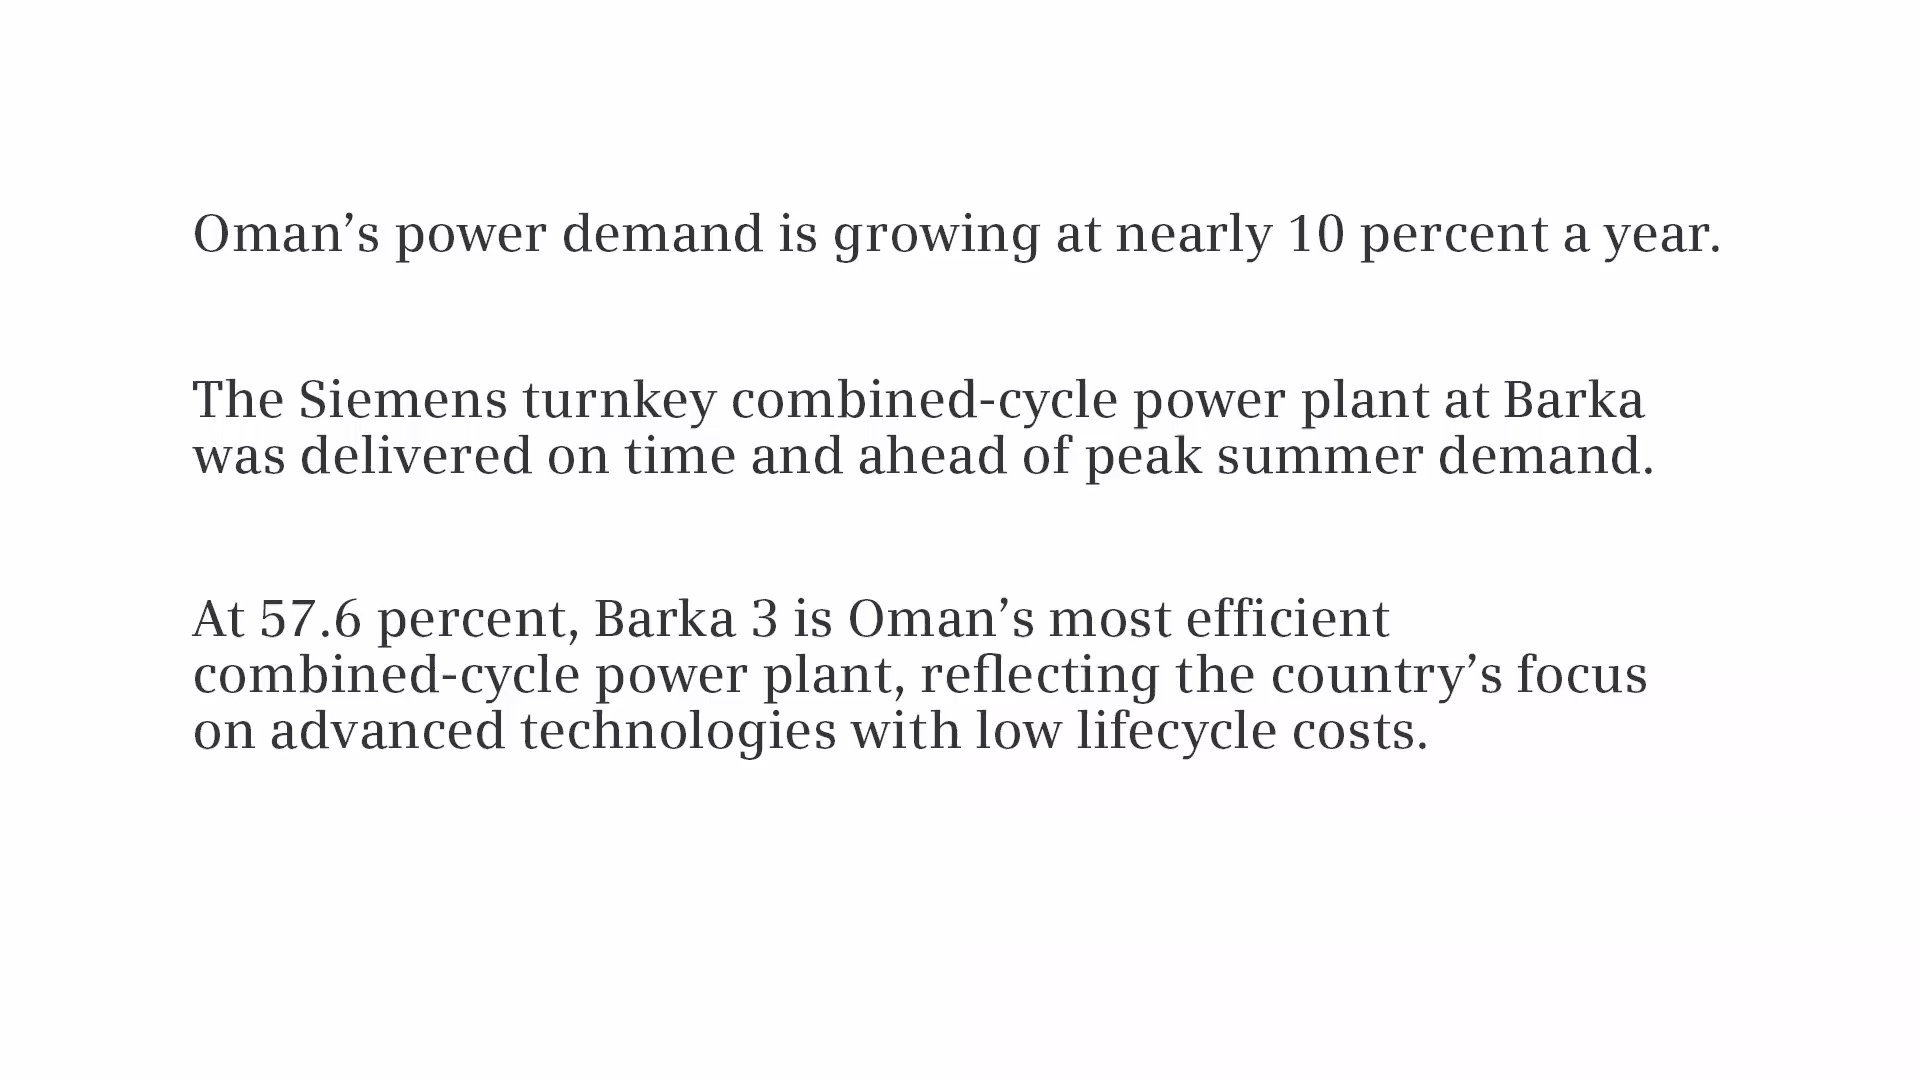 Oman’s power demand is growing at nearly 10 percent a year.
The Siemens turnkey combined-cycle power plant at Barka
was delivered on time and ahead of peak summer demand.
At 57.6 percent, Barka 3 is Oman’s most efficient
combined-cycle power plant, reflecting the country’s focus
on advanced technologies with low lifecycle costs.